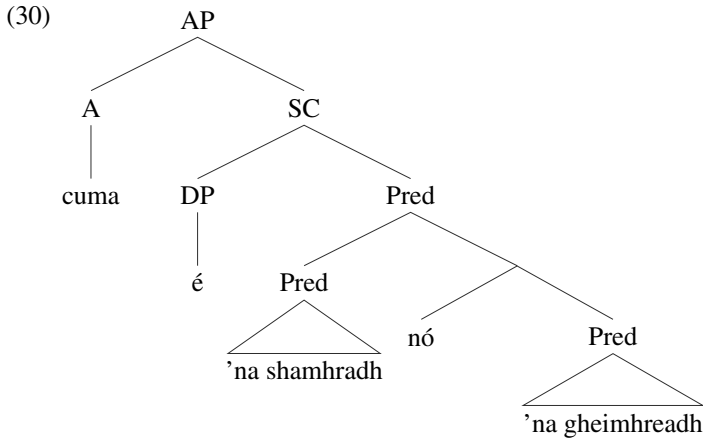 (30)
AP
A SC
cuma DP Pred
é Pred
nó Pred
’na shamhradh
’na gheimhreadh